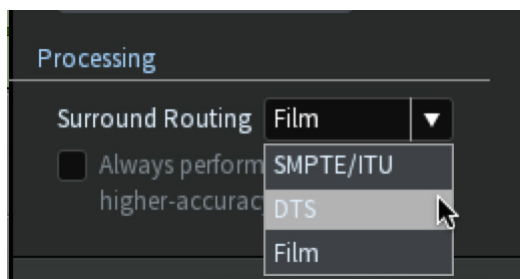 Processing
Surround Routing Film
Always perform SMPTE/ITU
higher-accurac DTS
Film